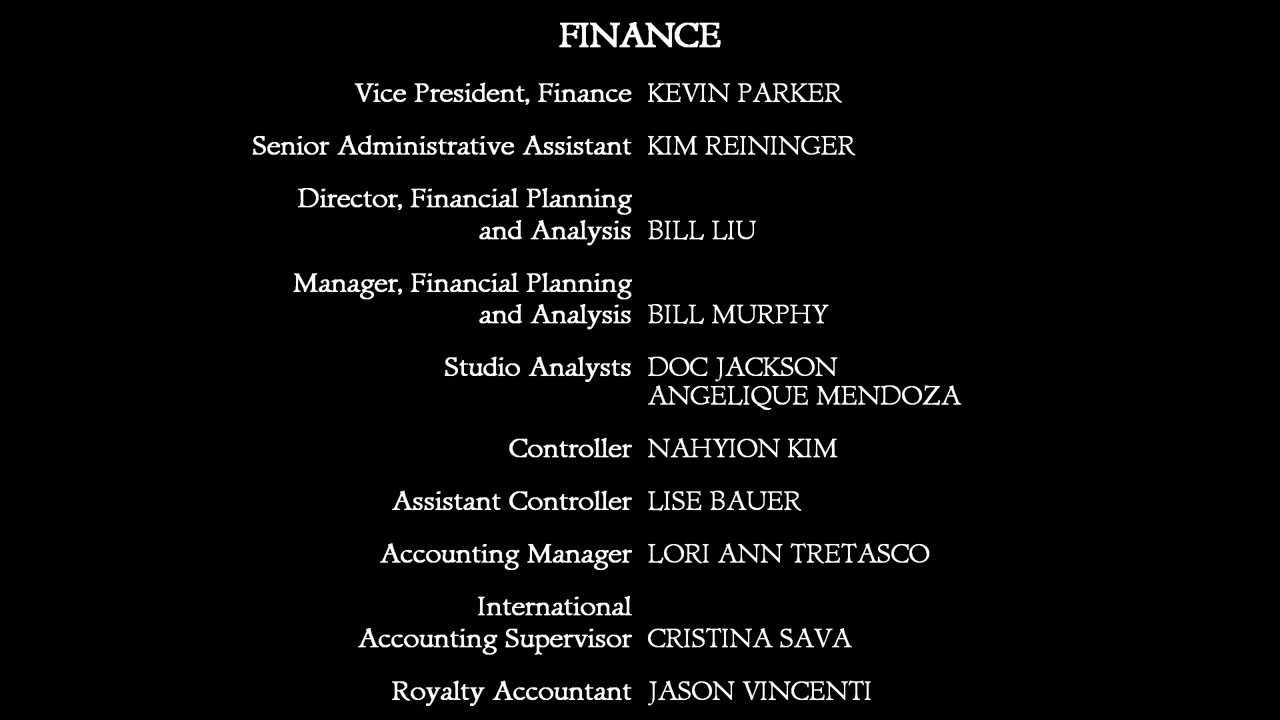 FINANCE
Vice President, Finance KEVIN PARKER
Senior Administrative Assistant KIM REININGER
Director, Financial Planning
and Analysis BILL LIU
Manager, Financial Planning
and Analysis BILL MURPHY
Studio Analysts DOC JACKSON
ANGELIQUE MENDOZA
Controller NAHYION KIM
Assistant Controller LISE BAUER
Accounting Manager LORI ANN TRETASCO
International
Accounting Supervisor CRISTINA SAVA
Royalty Accountant JASON VINCENTI